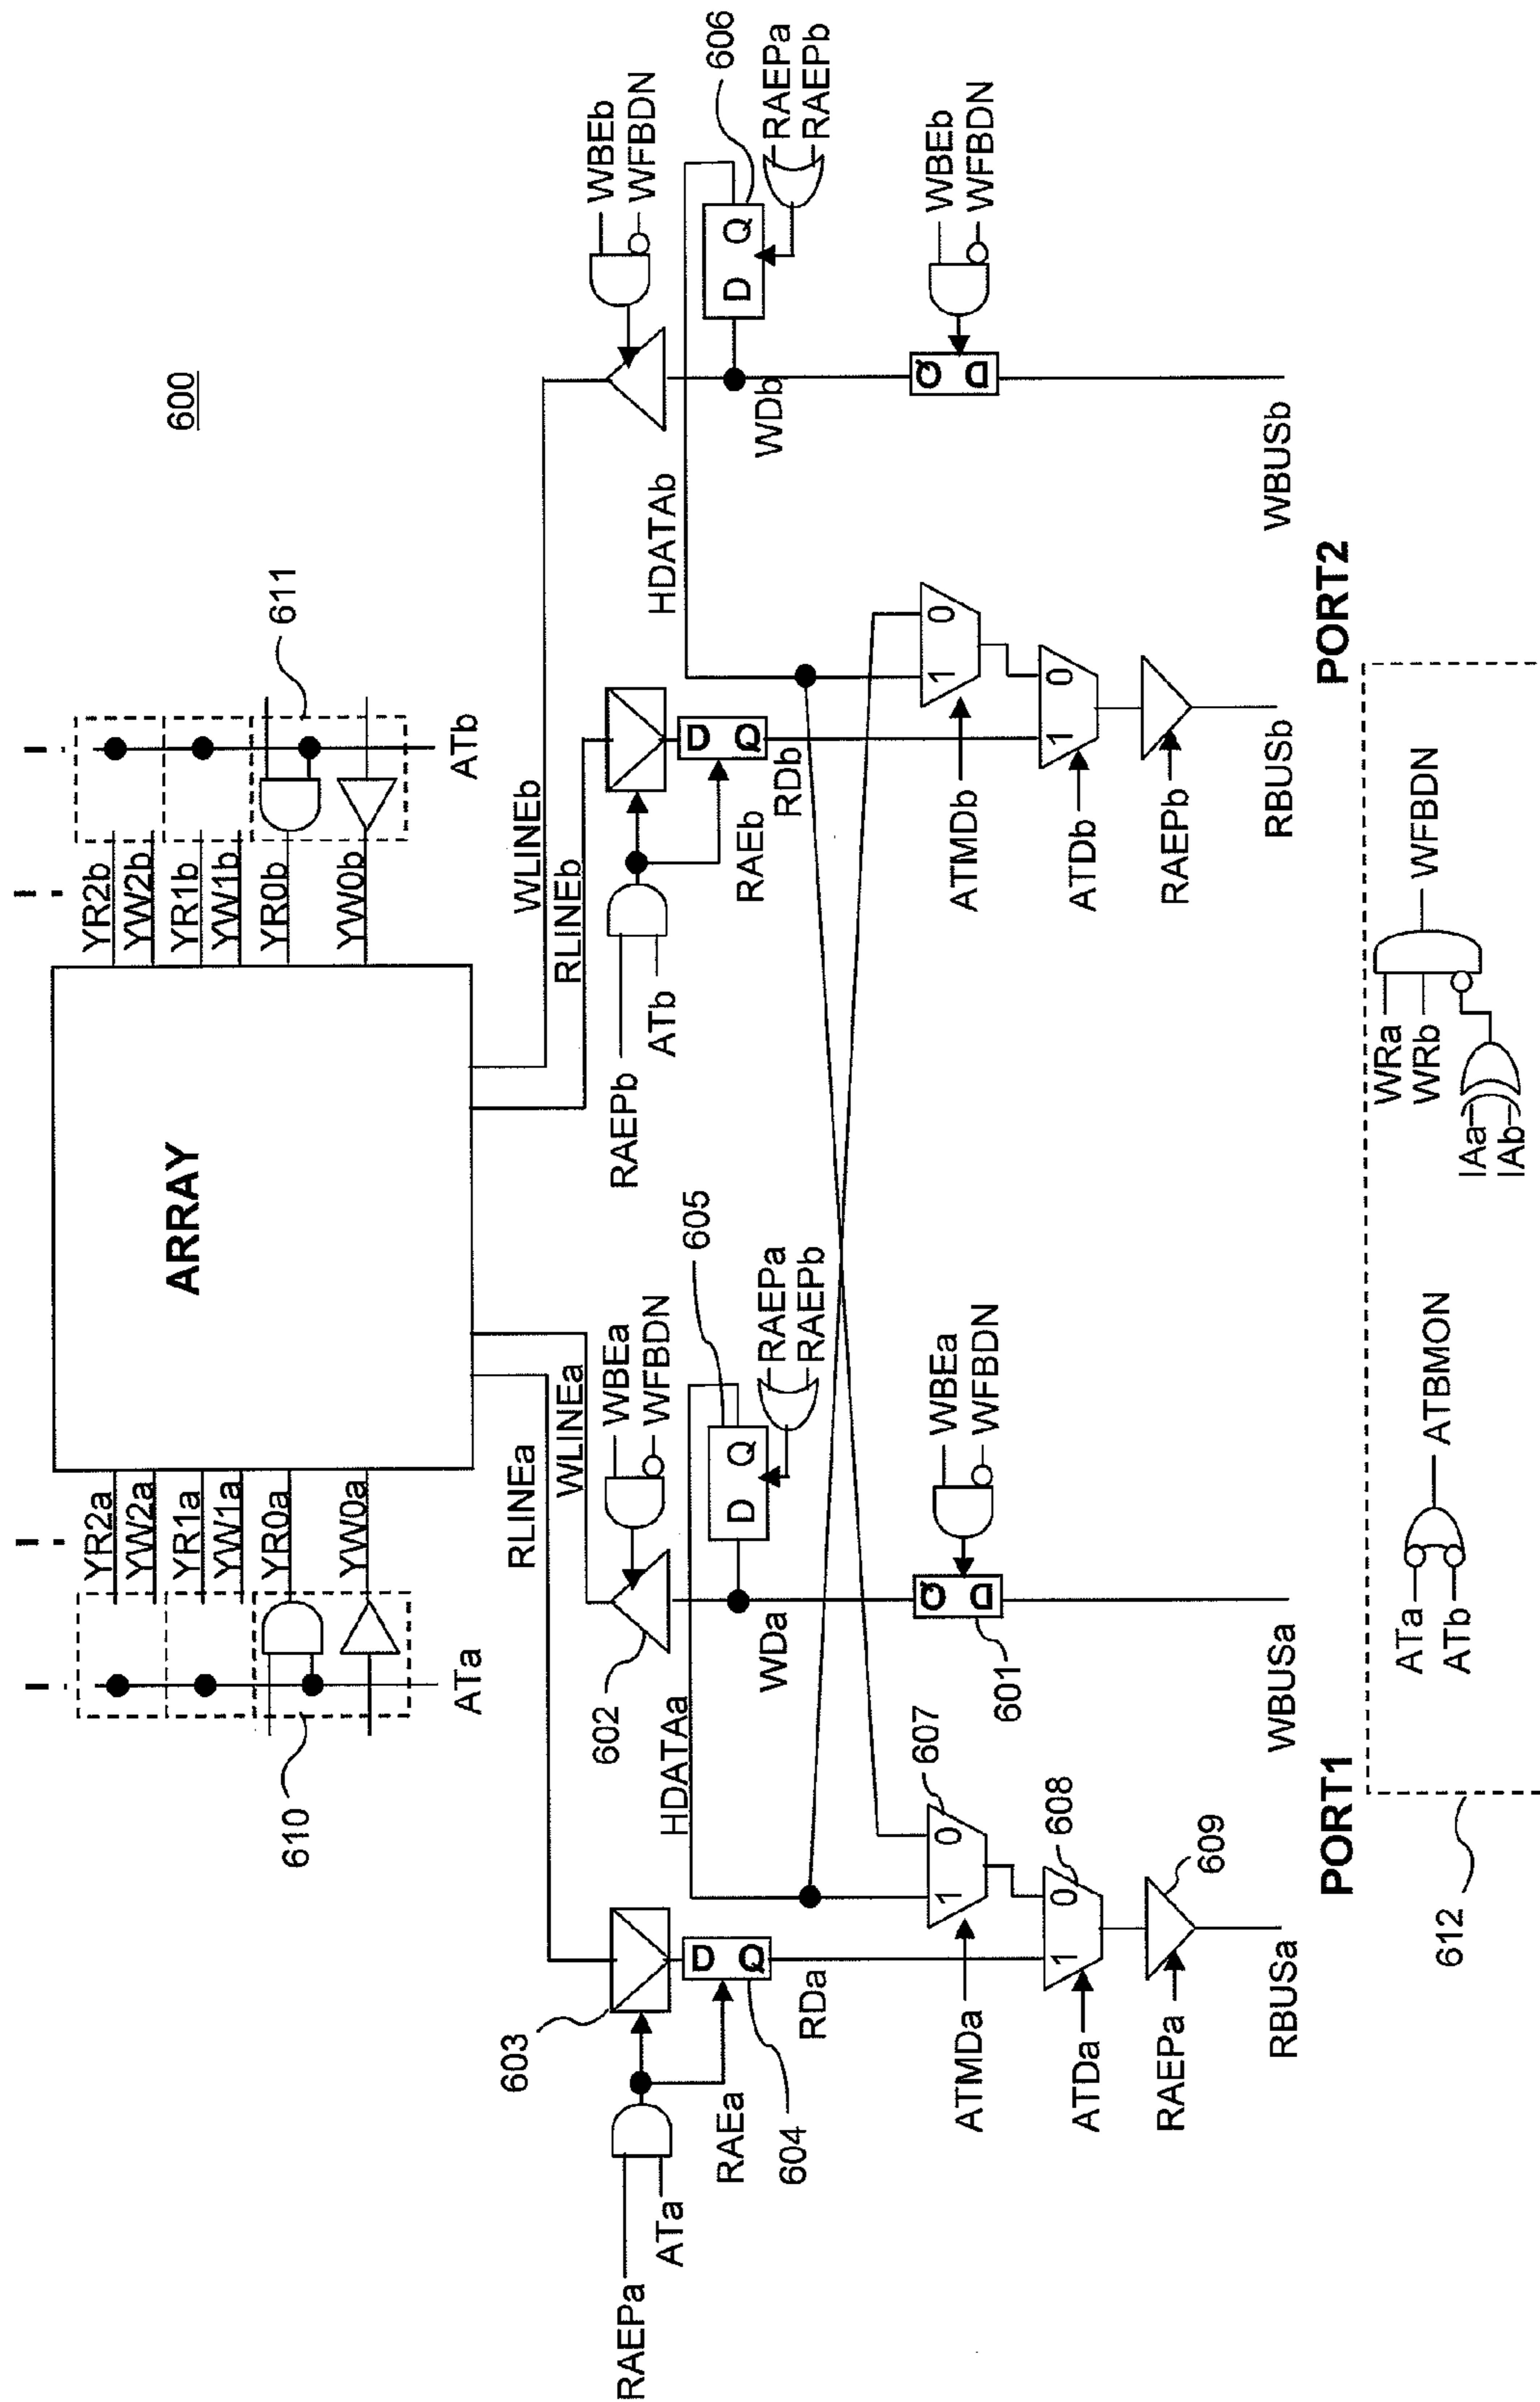 600
ARRAY
YR2a
YW2a
YR1a
YW1a
YR0a
YW0a
ATa
610
YR2b
YW2b
YR1b
YW1b
YR0b
YW0b
ATb
611
RLINEa
WLINEa
WLINEb
RLINEb
RAEPa
ATa
603
RAEa
D Q
604
RDa
602
WBEa
WFBDN
605
D Q
RAEPa
RAEPb
HDATAa
WDa
WBEa
WFBDN
Q D
601
WBUSa
ATMDa
1 0
607
ATDa
1 0
608
RAEPa
609
RBUSa
PORT1
RAEPb
ATb
RAEb
D Q
RDb
WBEb
WFBDN
606
D Q
RAEPa
RAEPb
HDATAb
WDb
WBEb
WFBDN
Q D
WBUSb
ATMDb
1 0
ATDb
1 0
RAEPb
RBUSb
PORT2
612
ATa
ATb
ATBMON
WRa
WRb
IAa
IAb
WFBDN